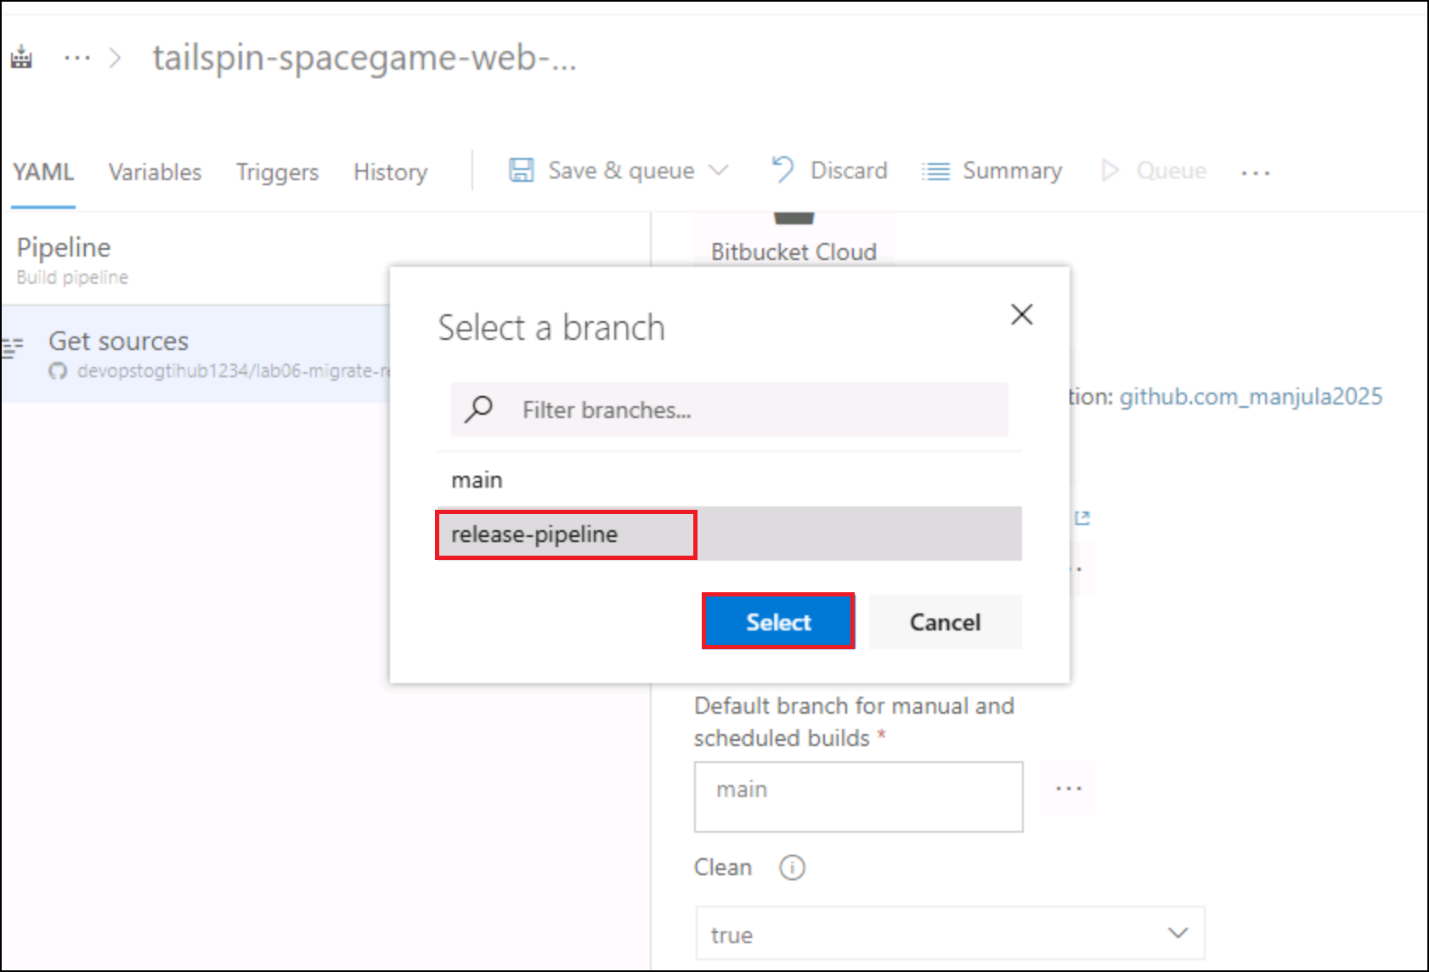 tailspin-spacegame-web-...
YAML Variables Triggers History Save & queue Discard Summary Queue ...
Pipeline
Build pipeline
Bitbucket Cloud
Get sources
devopstogtihub1234/lab06-migrate-re
Select a branch
tion: github.com_manjula2025
Filter branches...
main
release-pipeline
Select Cancel
Default branch for manual and
scheduled builds *
main ...
Clean
true